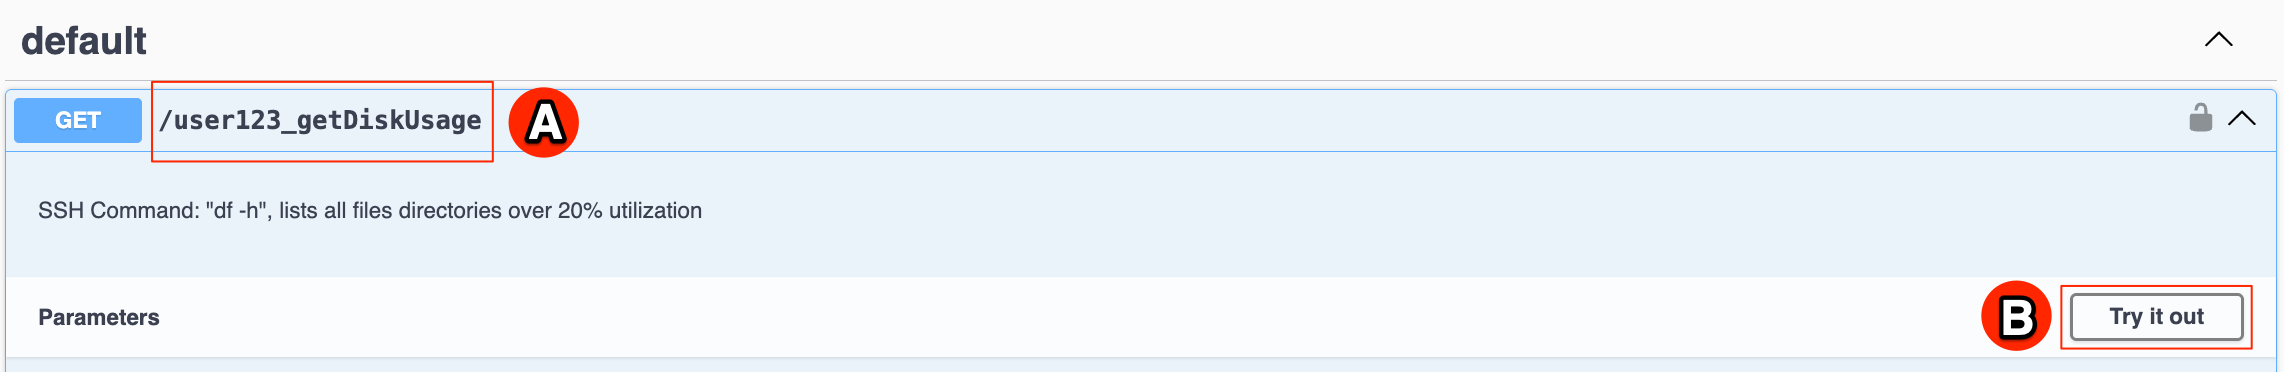 default
GET /user123_getDiskUsage A
SSH Command: "df -h", lists all files directories over 20% utilization
Parameters B Try it out